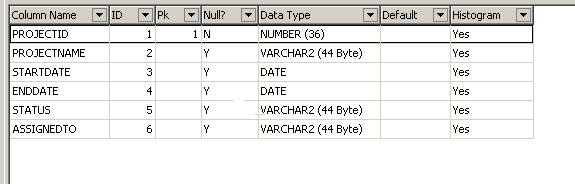 Column Name ID Pk Null? Data Type Default Histogram
PROJECTID 1 1 N NUMBER (36) Yes
PROJECTNAME 2 Y VARCHAR2 (44 Byte) Yes
STARTDATE 3 Y DATE Yes
ENDDATE 4 Y DATE Yes
STATUS 5 Y VARCHAR2 (44 Byte) Yes
ASSIGNEDTO 6 Y VARCHAR2 (44 Byte) Yes